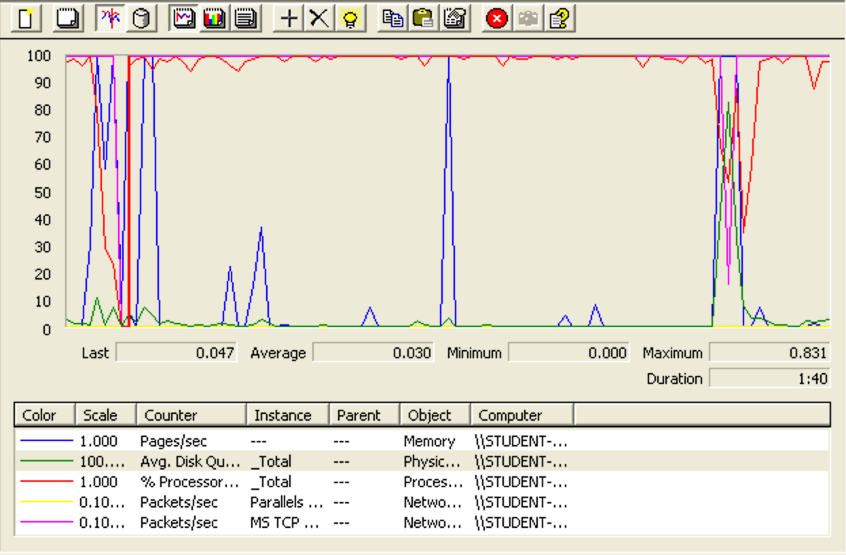 100
90
80
70
60
50
40
30
20
10
0
Last 0.047 Average 0.030 Minimum 0.000 Maximum 0.831
Duration 1:40
Color Scale Counter Instance Parent Object Computer
1.000 Pages/sec --- --- Memory \\STUDENT-...
100.... Avg. Disk Qu... _Total --- Physic... \\STUDENT-...
1.000 % Processor... _Total --- Proces... \\STUDENT-...
0.10... Packets/sec Parallels ... --- Netwo... \\STUDENT-...
0.10... Packets/sec MS TCP ... --- Netwo... \\STUDENT-...